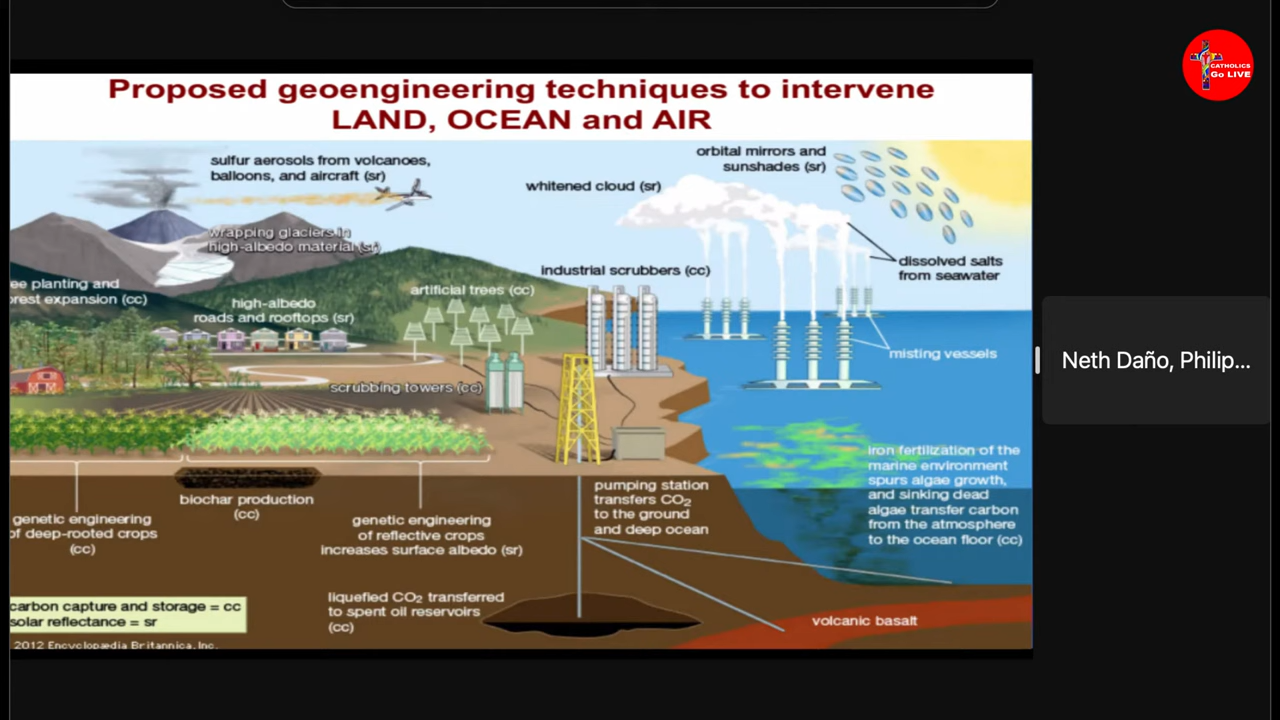 Proposed geoengineering techniques to intervene
LAND, OCEAN and AIR
CATHOLICS
Go LIVE
sulfur aerosols from volcanoes,
balloons, and aircraft (sr)
orbital mirrors and
sunshades (sr)
whitened cloud (sr)
wrapping glaciers in
high-albedo material (sr)
dissolved salts
from seawater
industrial scrubbers (cc)
ee planting and
rest expansion (cc)
artificial trees (cc)
high-albedo
roads and rooftops (sr)
misting vessels
Neth Daño, Philip...
scrubbing towers (cc)
iron fertilization of the
marine environment
spurs algae growth,
and sinking dead
algae transfer carbon
from the atmosphere
to the ocean floor (cc)
pumping station
transfers CO2
to the ground
and deep ocean
biochar production
(cc)
genetic engineering
of deep-rooted crops
(cc)
genetic engineering
of reflective crops
increases surface albedo (sr)
liquefied CO2 transferred
to spent oil reservoirs
(cc)
volcanic basalt
carbon capture and storage = cc
solar reflectance = sr
2012 Encyclopædia Britannica, Inc.